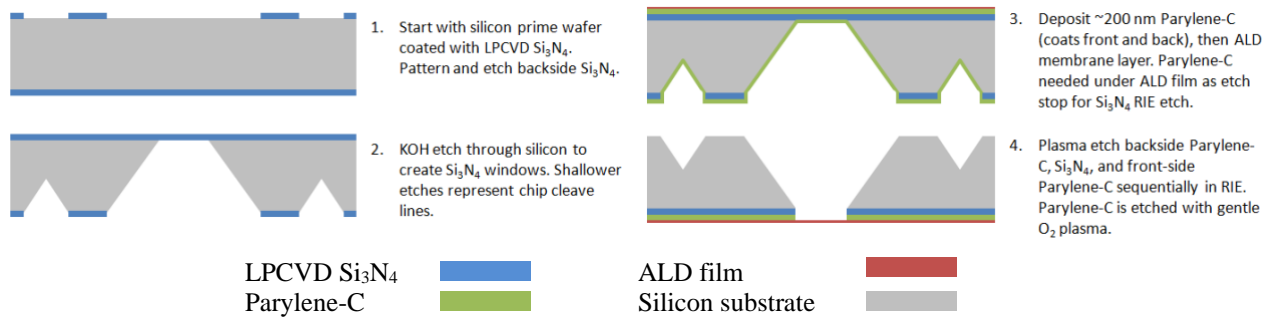 1. Start with silicon prime wafer
coated with LPCVD Si₃N₄.
Pattern and etch backside Si₃N₄.
2. KOH etch through silicon to
create Si₃N₄ windows. Shallower
etches represent chip cleave
lines.
3. Deposit ~200 nm Parylene-C
(coats front and back), then ALD
membrane layer. Parylene-C
needed under ALD film as etch
stop for Si₃N₄ RIE etch.
4. Plasma etch backside Parylene-
C, Si₃N₄, and front-side
Parylene-C sequentially in RIE.
Parylene-C is etched with gentle
O₂ plasma.
LPCVD Si₃N₄
Parylene-C
ALD film
Silicon substrate